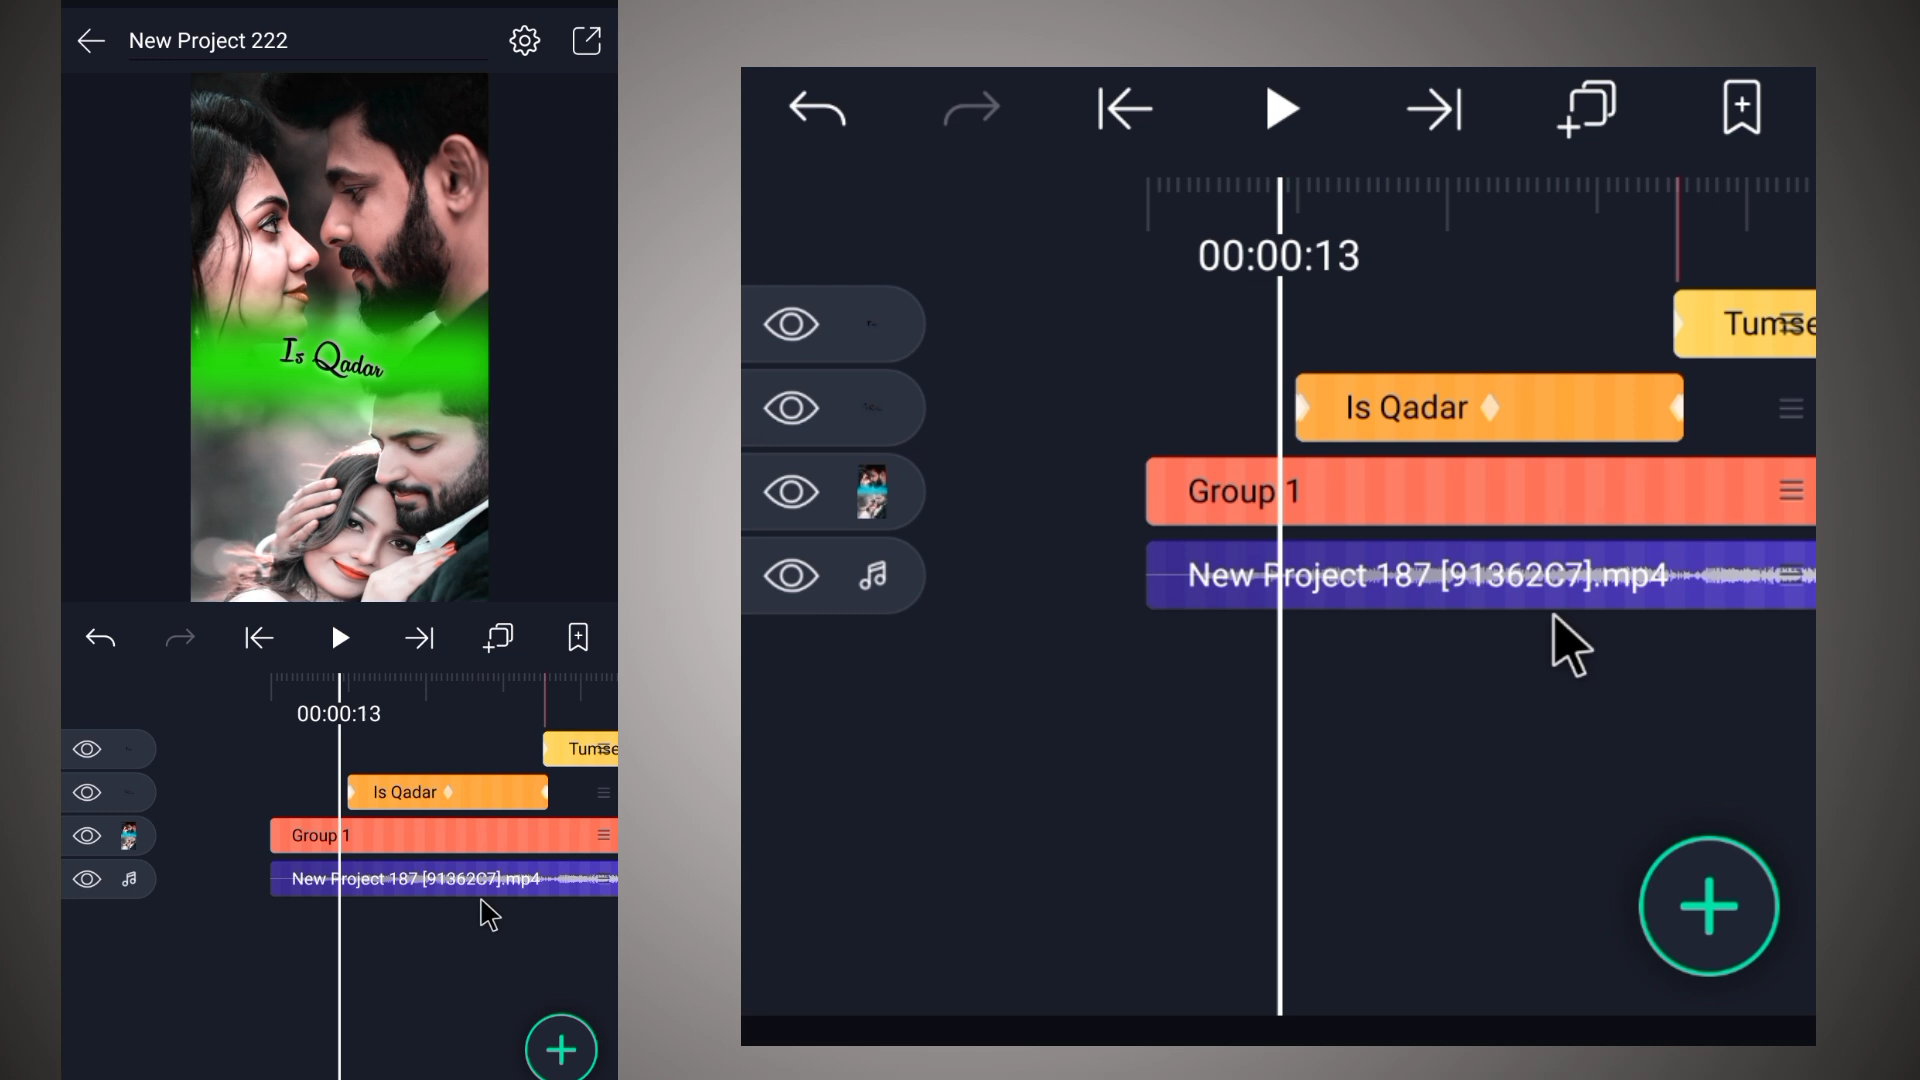 New Project 222
Is Qadar
00:00:13
Tumse
Is Qadar
Group 1
New Project 187 [91362C7].mp4
00:00:13
Tumse
Is Qadar
Group 1
New Project 187 [91362C7].mp4